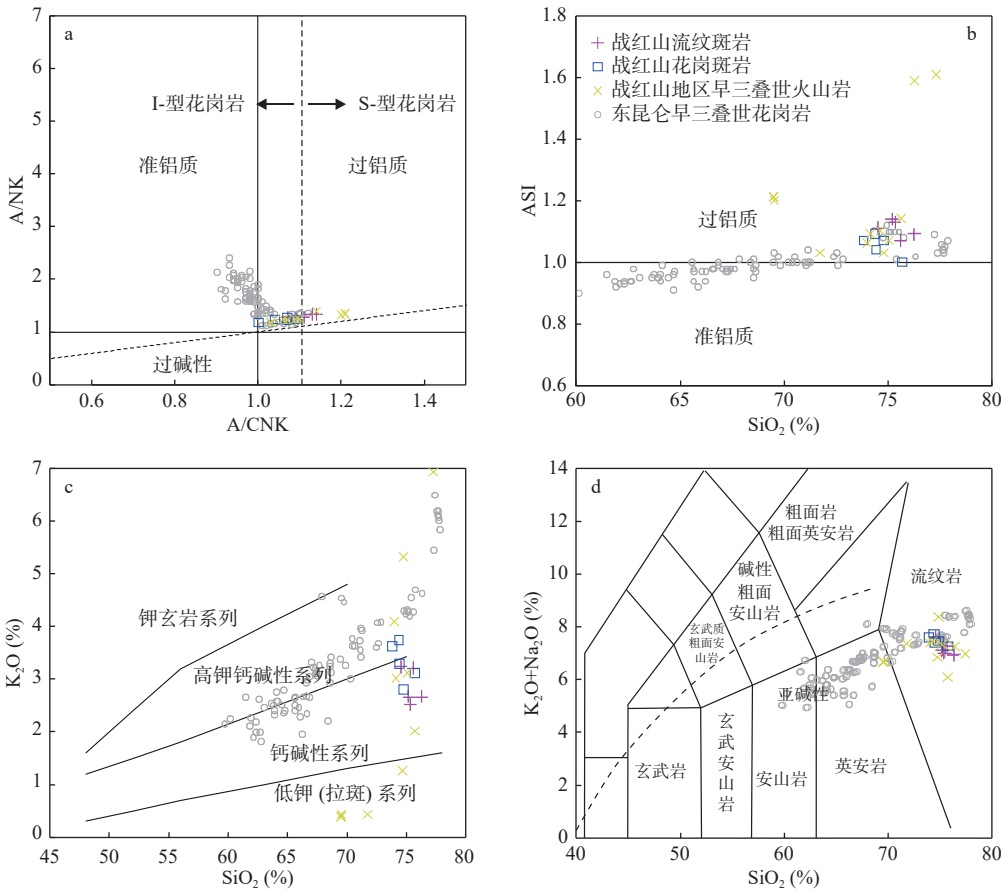 a
7
6
5
4
3
2
1
0
A/NK
I-型花岗岩
S-型花岗岩
准铝质
过铝质
过碱性
0.6
0.8
1.0
1.2
1.4
A/CNK
b
1.8
1.6
1.4
1.2
1.0
0.8
0.6
ASI
战红山流纹斑岩
战红山花岗斑岩
战红山地区早三叠世火山岩
东昆仑早三叠世花岗岩
过铝质
准铝质
60
65
70
75
80
SiO₂ (%)
c
7
6
5
4
3
2
1
0
K₂O (%)
钾玄岩系列
高钾钙碱性系列
钙碱性系列
低钾 (拉斑) 系列
45
50
55
60
65
70
75
80
SiO₂ (%)
d
14
12
10
8
6
4
2
0
K₂O+Na₂O (%)
粗面岩
粗面英安岩
碱性
粗面
安山岩
玄武质
粗面安
山岩
流纹岩
亚碱性
玄武岩
玄武安山岩
安山岩
英安岩
40
50
60
70
80
SiO₂ (%)